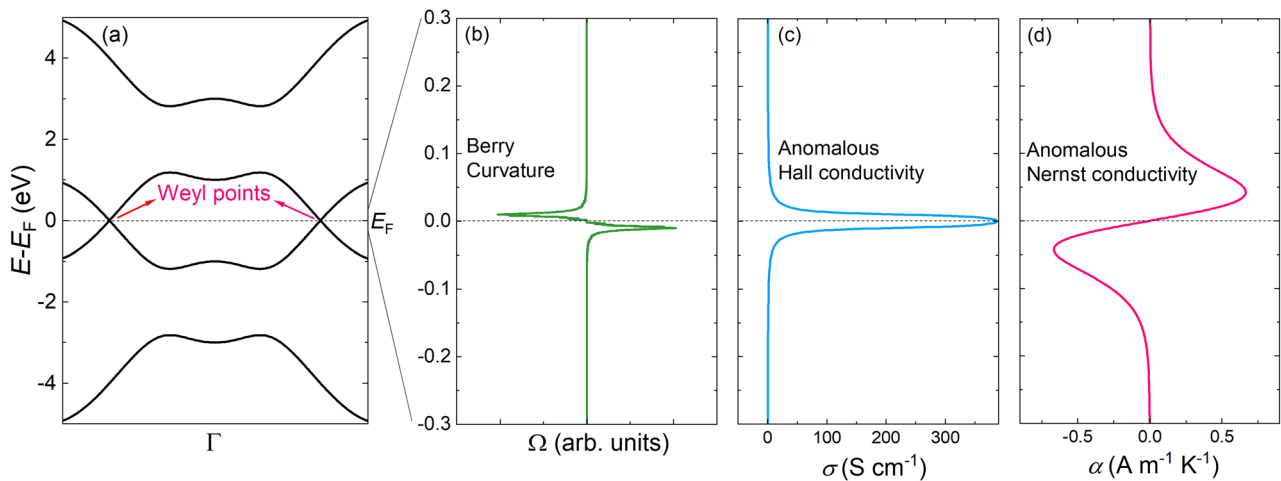 (a)
4
2
0
-2
-4
E-E_F (eV)
Weyl points
E_F
Γ
(b)
0.3
0.2
0.1
0.0
-0.1
-0.2
-0.3
Berry
Curvature
Ω (arb. units)
(c)
Anomalous
Hall conductivity
0 100 200 300
σ (S cm⁻¹)
(d)
Anomalous
Nernst conductivity
-0.5 0.0 0.5
α (A m⁻¹ K⁻¹)